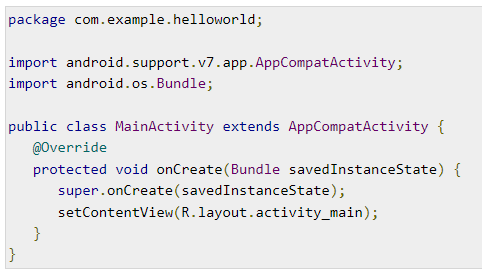 package com.example.helloworld;
import android.support.v7.app.AppCompatActivity;
import android.os.Bundle;
public class MainActivity extends AppCompatActivity {
@Override
protected void onCreate(Bundle savedInstanceState) {
super.onCreate(savedInstanceState);
setContentView(R.layout.activity_main);
}
}